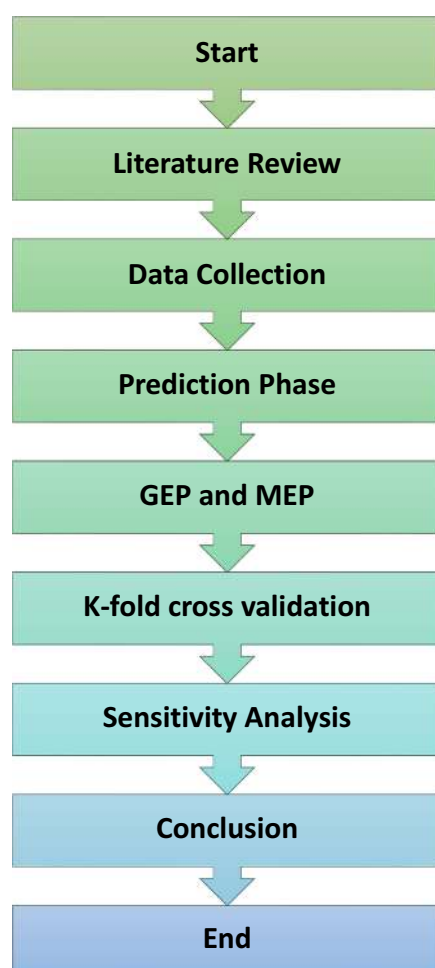 Start
Literature Review
Data Collection
Prediction Phase
GEP and MEP
K-fold cross validation
Sensitivity Analysis
Conclusion
End